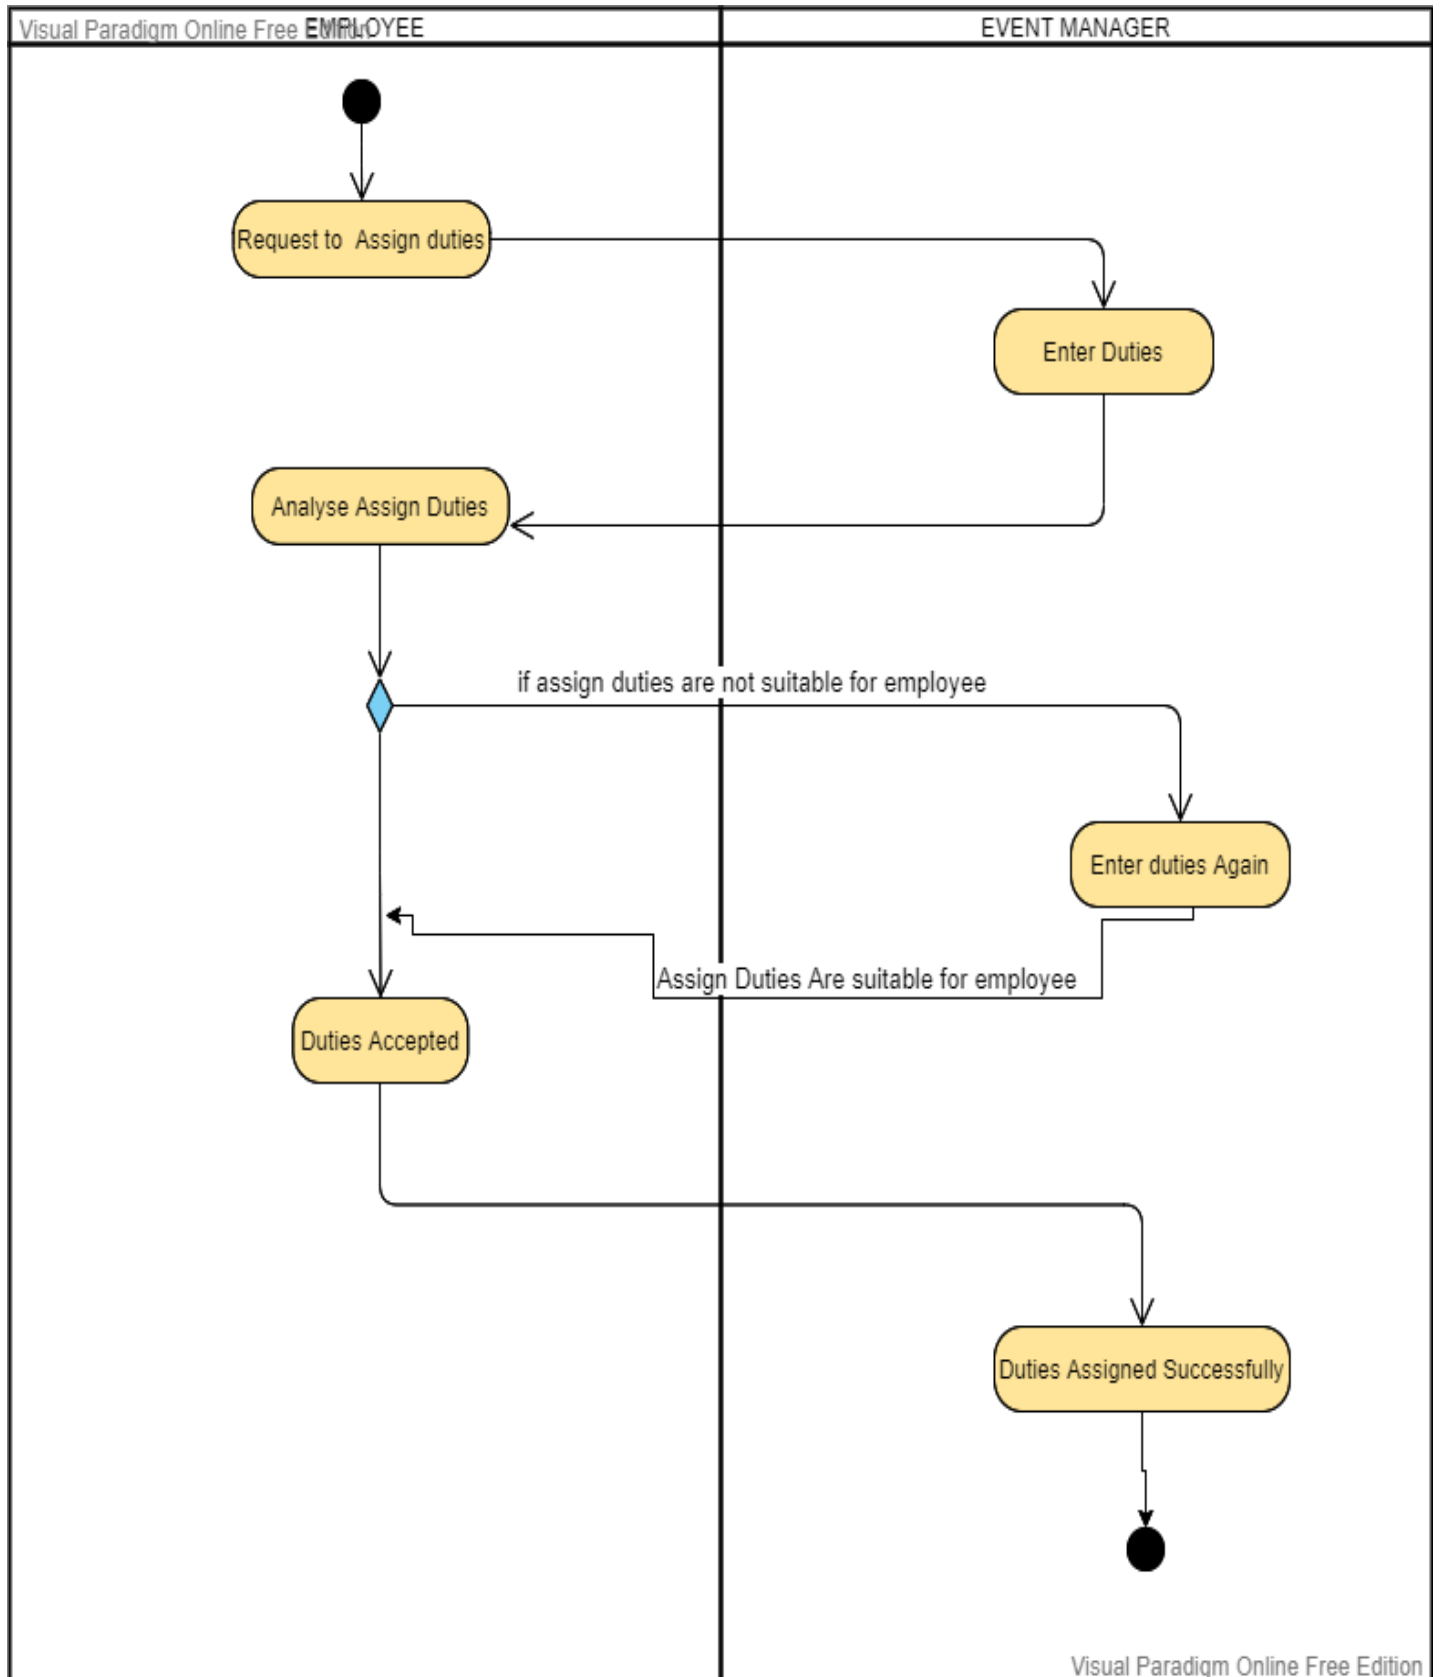 Visual Paradigm Online Free Edition
EMPLOYEE
EVENT MANAGER
Request to Assign duties
Enter Duties
Analyse Assign Duties
if assign duties are not suitable for employee
Enter duties Again
Assign Duties Are suitable for employee
Duties Accepted
Duties Assigned Successfully
Visual Paradigm Online Free Edition